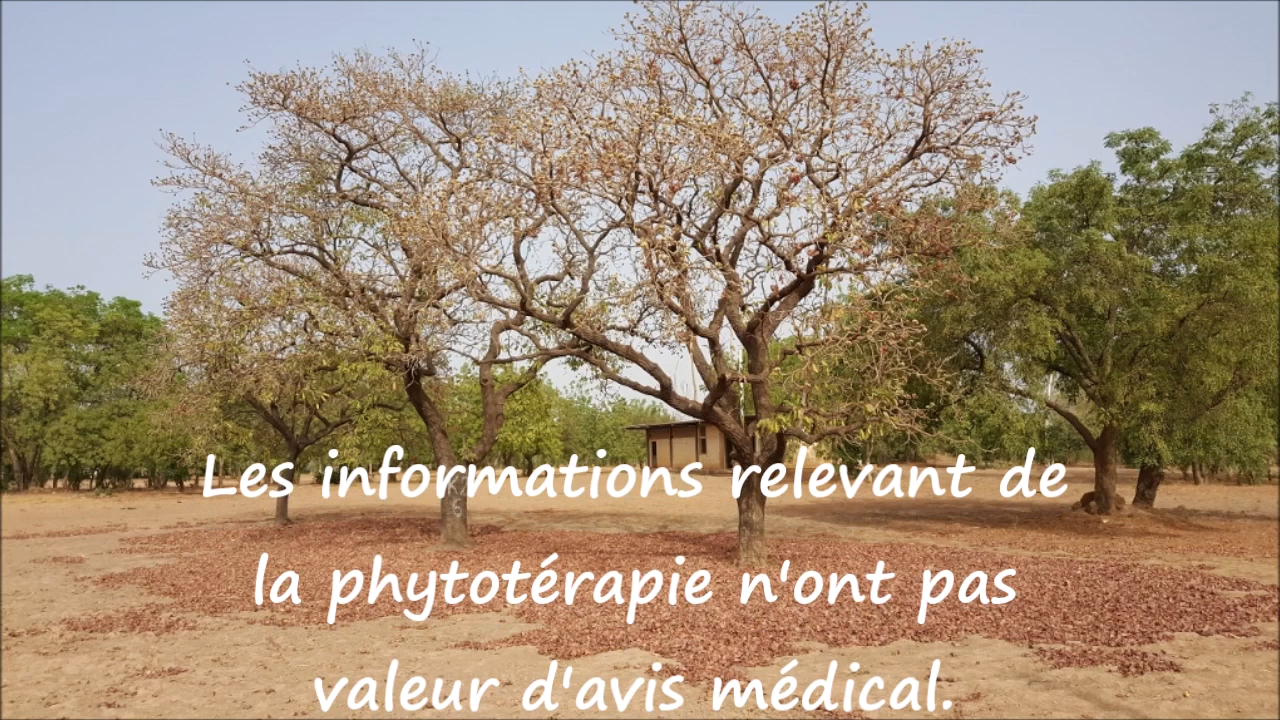 Les informations relevant de
la phytotérapie n'ont pas
valeur d'avis médical.